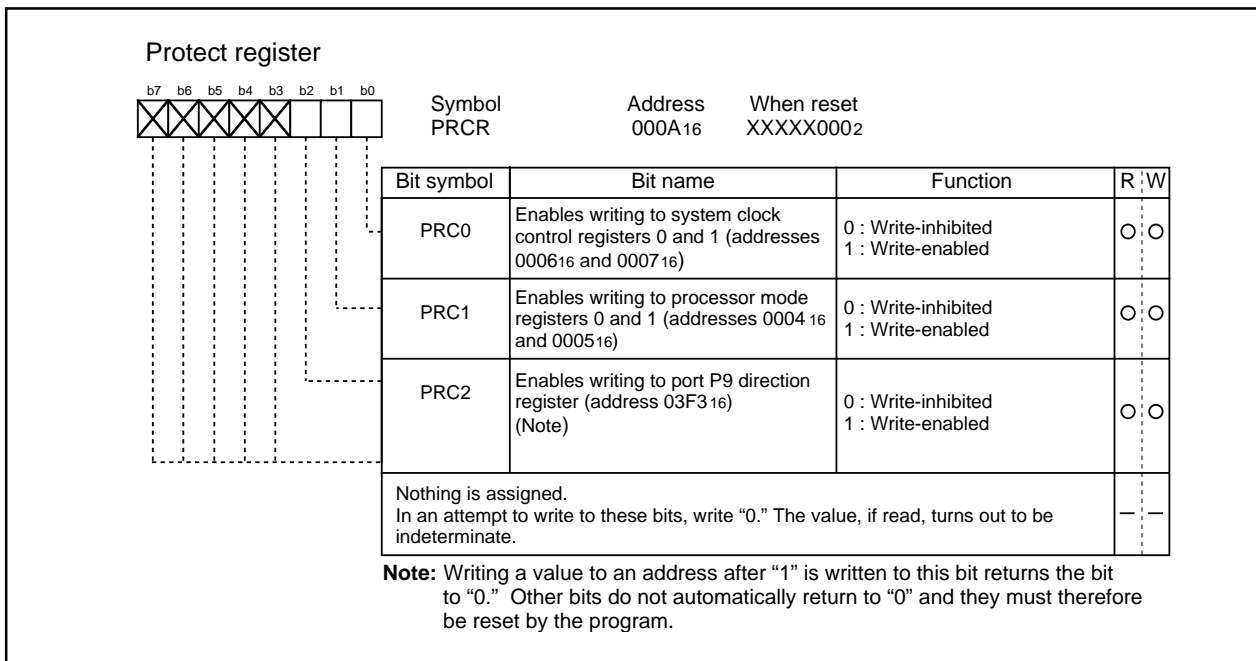 Protect register
b7 b6 b5 b4 b3 b2 b1 b0
Symbol Address When reset
PRCR 000A16 XXXXX0002
Bit symbol Bit name Function R W
PRC0 Enables writing to system clock
control registers 0 and 1 (addresses
000616 and 000716) 0 : Write-inhibited
1 : Write-enabled O O
PRC1 Enables writing to processor mode
registers 0 and 1 (addresses 0004 16
and 000516) 0 : Write-inhibited
1 : Write-enabled O O
PRC2 Enables writing to port P9 direction
register (address 03F3 16)
(Note) 0 : Write-inhibited
1 : Write-enabled O O
Nothing is assigned.
In an attempt to write to these bits, write “0.” The value, if read, turns out to be
indeterminate. – –
Note: Writing a value to an address after “1” is written to this bit returns the bit
to “0.” Other bits do not automatically return to “0” and they must therefore
be reset by the program.